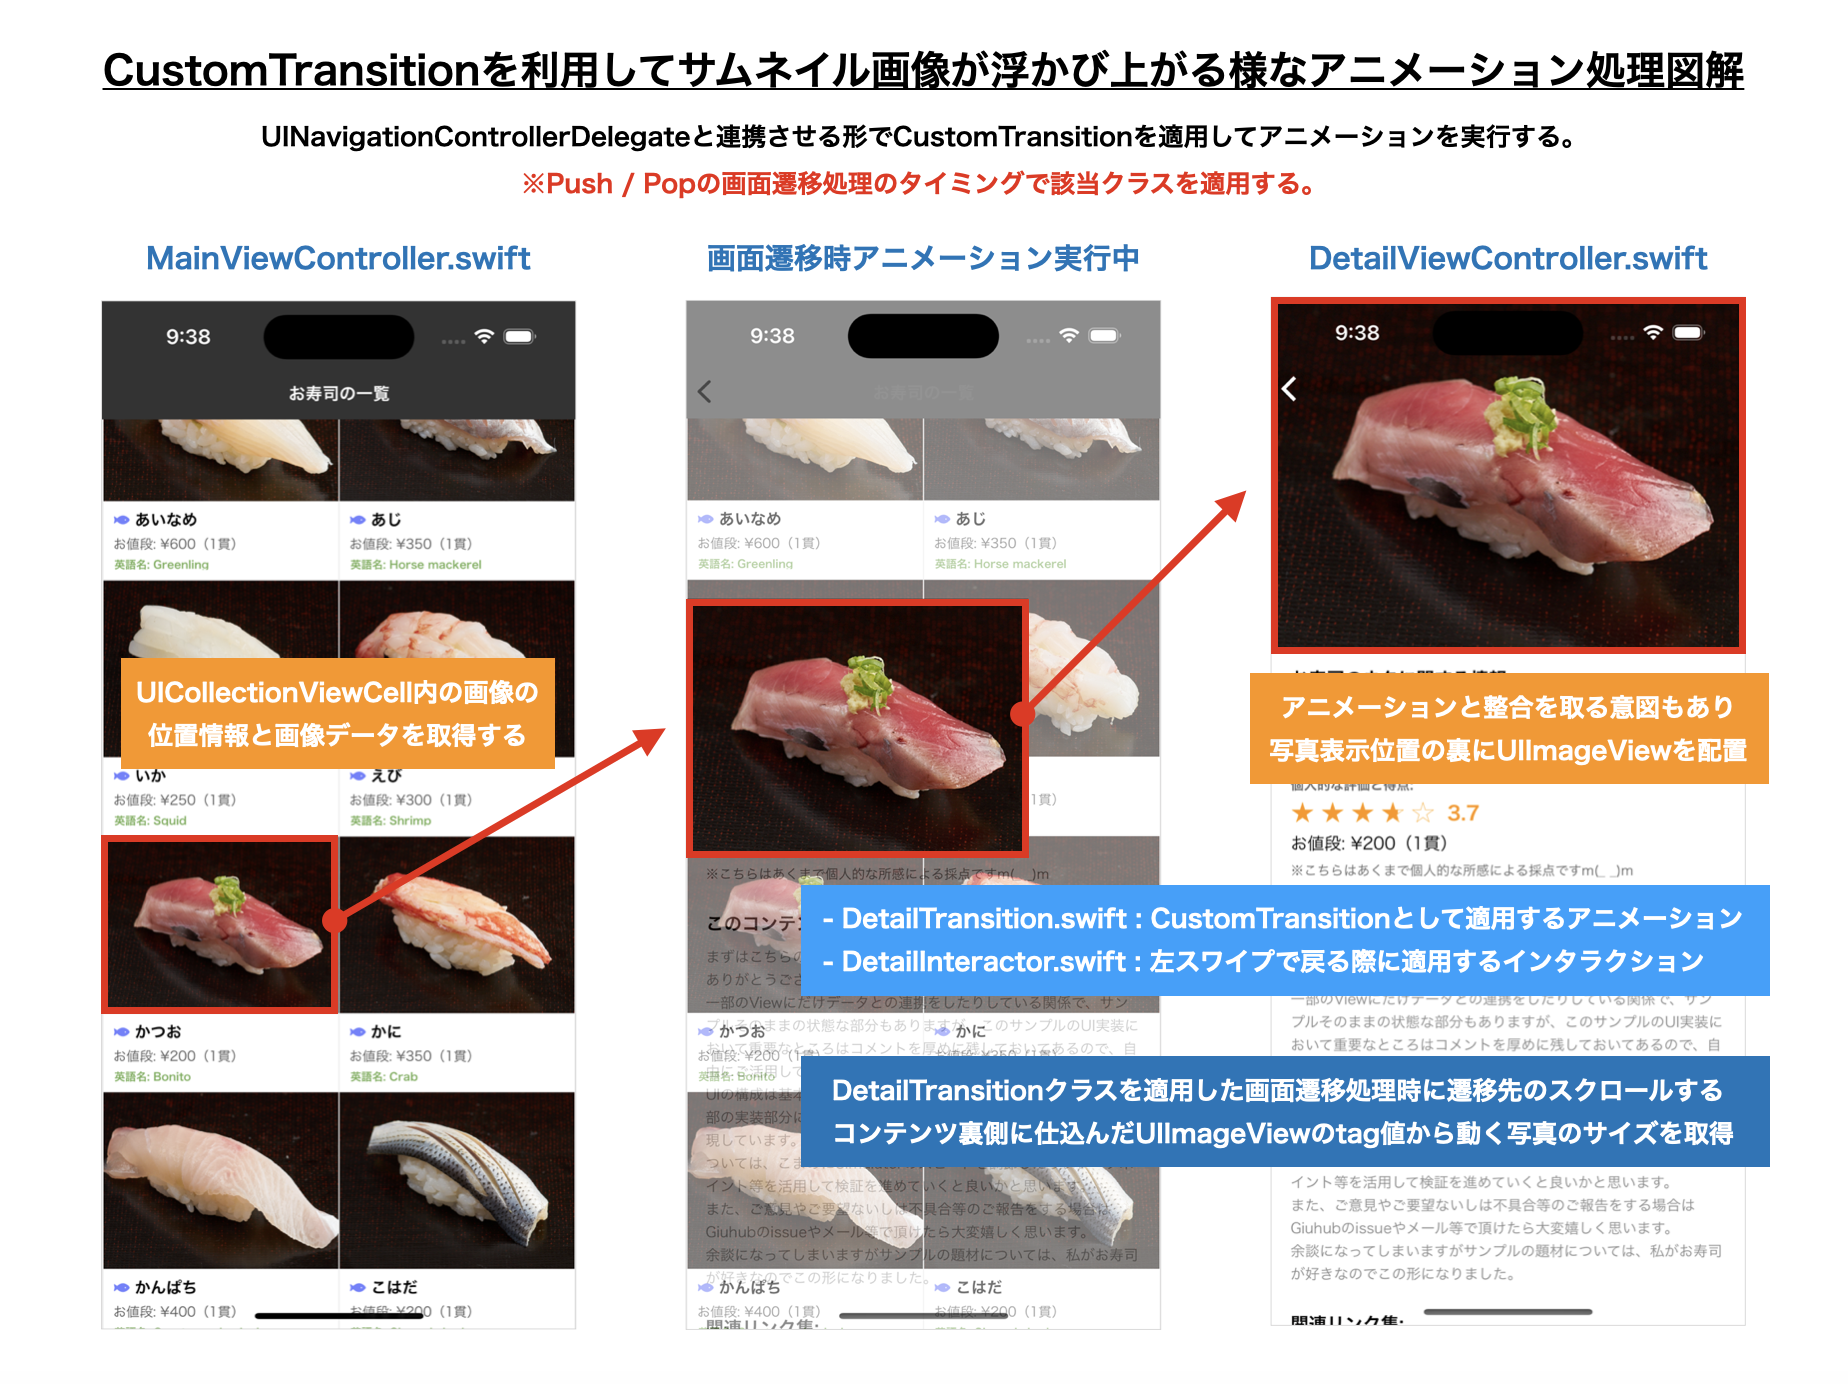 CustomTransitionを利用してサムネイル画像が浮かび上がる様なアニメーション処理図解
UINavigationControllerDelegateと連携させる形でCustomTransitionを適用してアニメーションを実行する。
※Push / Popの画面遷移処理のタイミングで該当クラスを適用する。
MainViewController.swift
9:38
お寿司の一覧
あいなめ
お値段: ¥600（1貫）
英語名: Greenling
あじ
お値段: ¥350（1貫）
英語名: Horse mackerel
UICollectionViewCell内の画像の
位置情報と画像データを取得する
いか
お値段: ¥250（1貫）
英語名: Squid
えび
お値段: ¥300（1貫）
英語名: Shrimp
かつお
お値段: ¥200（1貫）
英語名: Bonito
かに
お値段: ¥350（1貫）
英語名: Crab
かんぱち
お値段: ¥400（1貫）
こはだ
お値段: ¥200（1貫）
画面遷移時アニメーション実行中
9:38
お寿司の一覧
あいなめ
お値段: ¥600（1貫）
英語名: Greenling
あじ
お値段: ¥350（1貫）
英語名: Horse mackerel
1貫）
※こちらはあくまで個人的な所感による採点ですm(_ _)m
このコンテン
まずはこちらの
ありがとうござ
一部のViewにだけデータとの連携をしたりしている関係で、サン
プルそのままの状態な部分もありますが、このサンプルのUI実装に
かつお
かに
おいて重要なところはコメントを厚めに残しておいてあるので、自
お値段: ¥200（1貫）
お値段: ¥350（1貫）
由にご活用して
英語名: Bonito
UIの構成は基本
部の実装部分に
現しています。
ついては、こま
イント等を活用して検証を進めていくと良いかと思います。
また、ご意見やご要望ないしは不具合等のご報告をする場合は
Giuhubのissueやメール等で頂けたら大変嬉しく思います。
余談になってしまいますがサンプルの題材については、私がお寿司
が好きなのでこの形になりました。
かんぱち
こはだ
お値段: ¥400（1貫）
お値段: ¥200（1貫）
関連リンク集:
DetailViewController.swift
9:38
アニメーションと整合を取る意図もあり
写真表示位置の裏にUIImageViewを配置
個人的な評価と得点:
3.7
お値段: ¥200（1貫）
※こちらはあくまで個人的な所感による採点ですm(_ _)m
- DetailTransition.swift : CustomTransitionとして適用するアニメーション
- DetailInteractor.swift : 左スワイプで戻る際に適用するインタラクション
一部のViewにだけデータとの連携をしたりしている関係で、サン
プルそのままの状態な部分もありますが、このサンプルのUI実装に
おいて重要なところはコメントを厚めに残しておいてあるので、自
DetailTransitionクラスを適用した画面遷移処理時に遷移先のスクロールする
コンテンツ裏側に仕込んだUIImageViewのtag値から動く写真のサイズを取得
イント等を活用して検証を進めていくと良いかと思います。
また、ご意見やご要望ないしは不具合等のご報告をする場合は
Giuhubのissueやメール等で頂けたら大変嬉しく思います。
余談になってしまいますがサンプルの題材については、私がお寿司
が好きなのでこの形になりました。
関連リンク集: